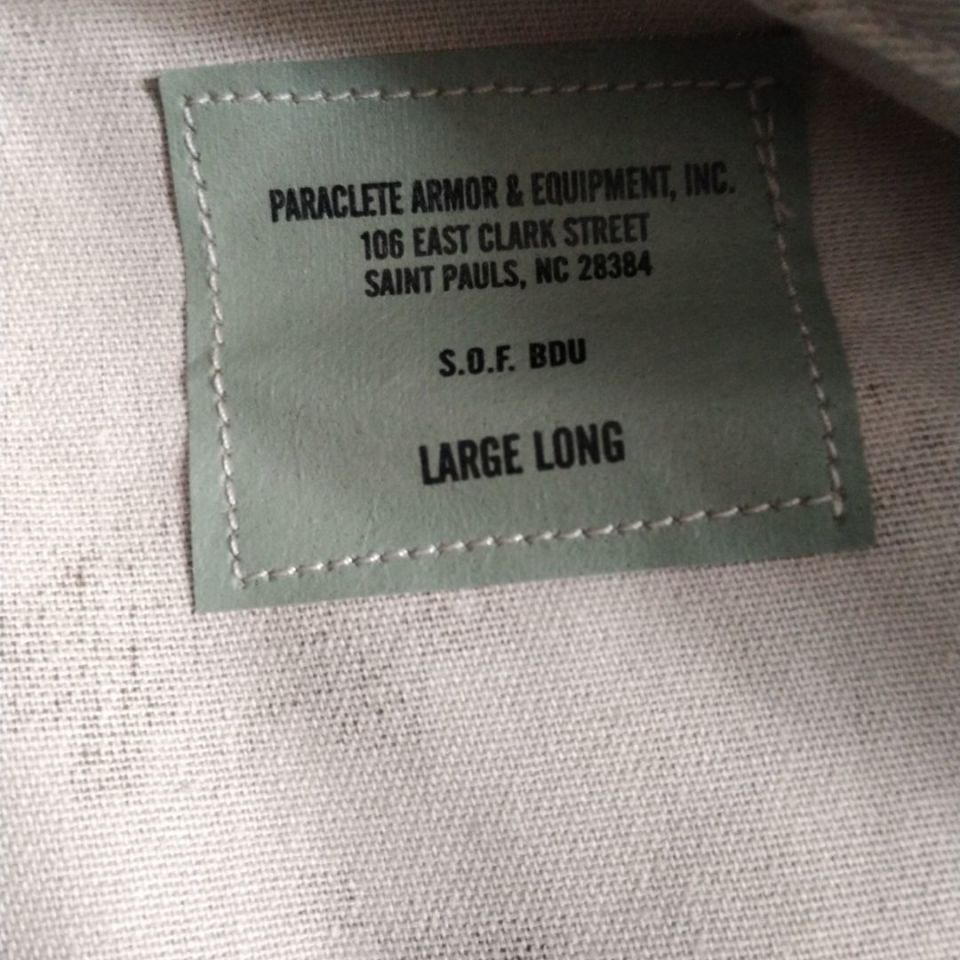 PARACLETE ARMOR & EQUIPMENT, INC.
106 EAST CLARK STREET
SAINT PAULS, NC 28384
S.O.F. BDU
LARGE LONG